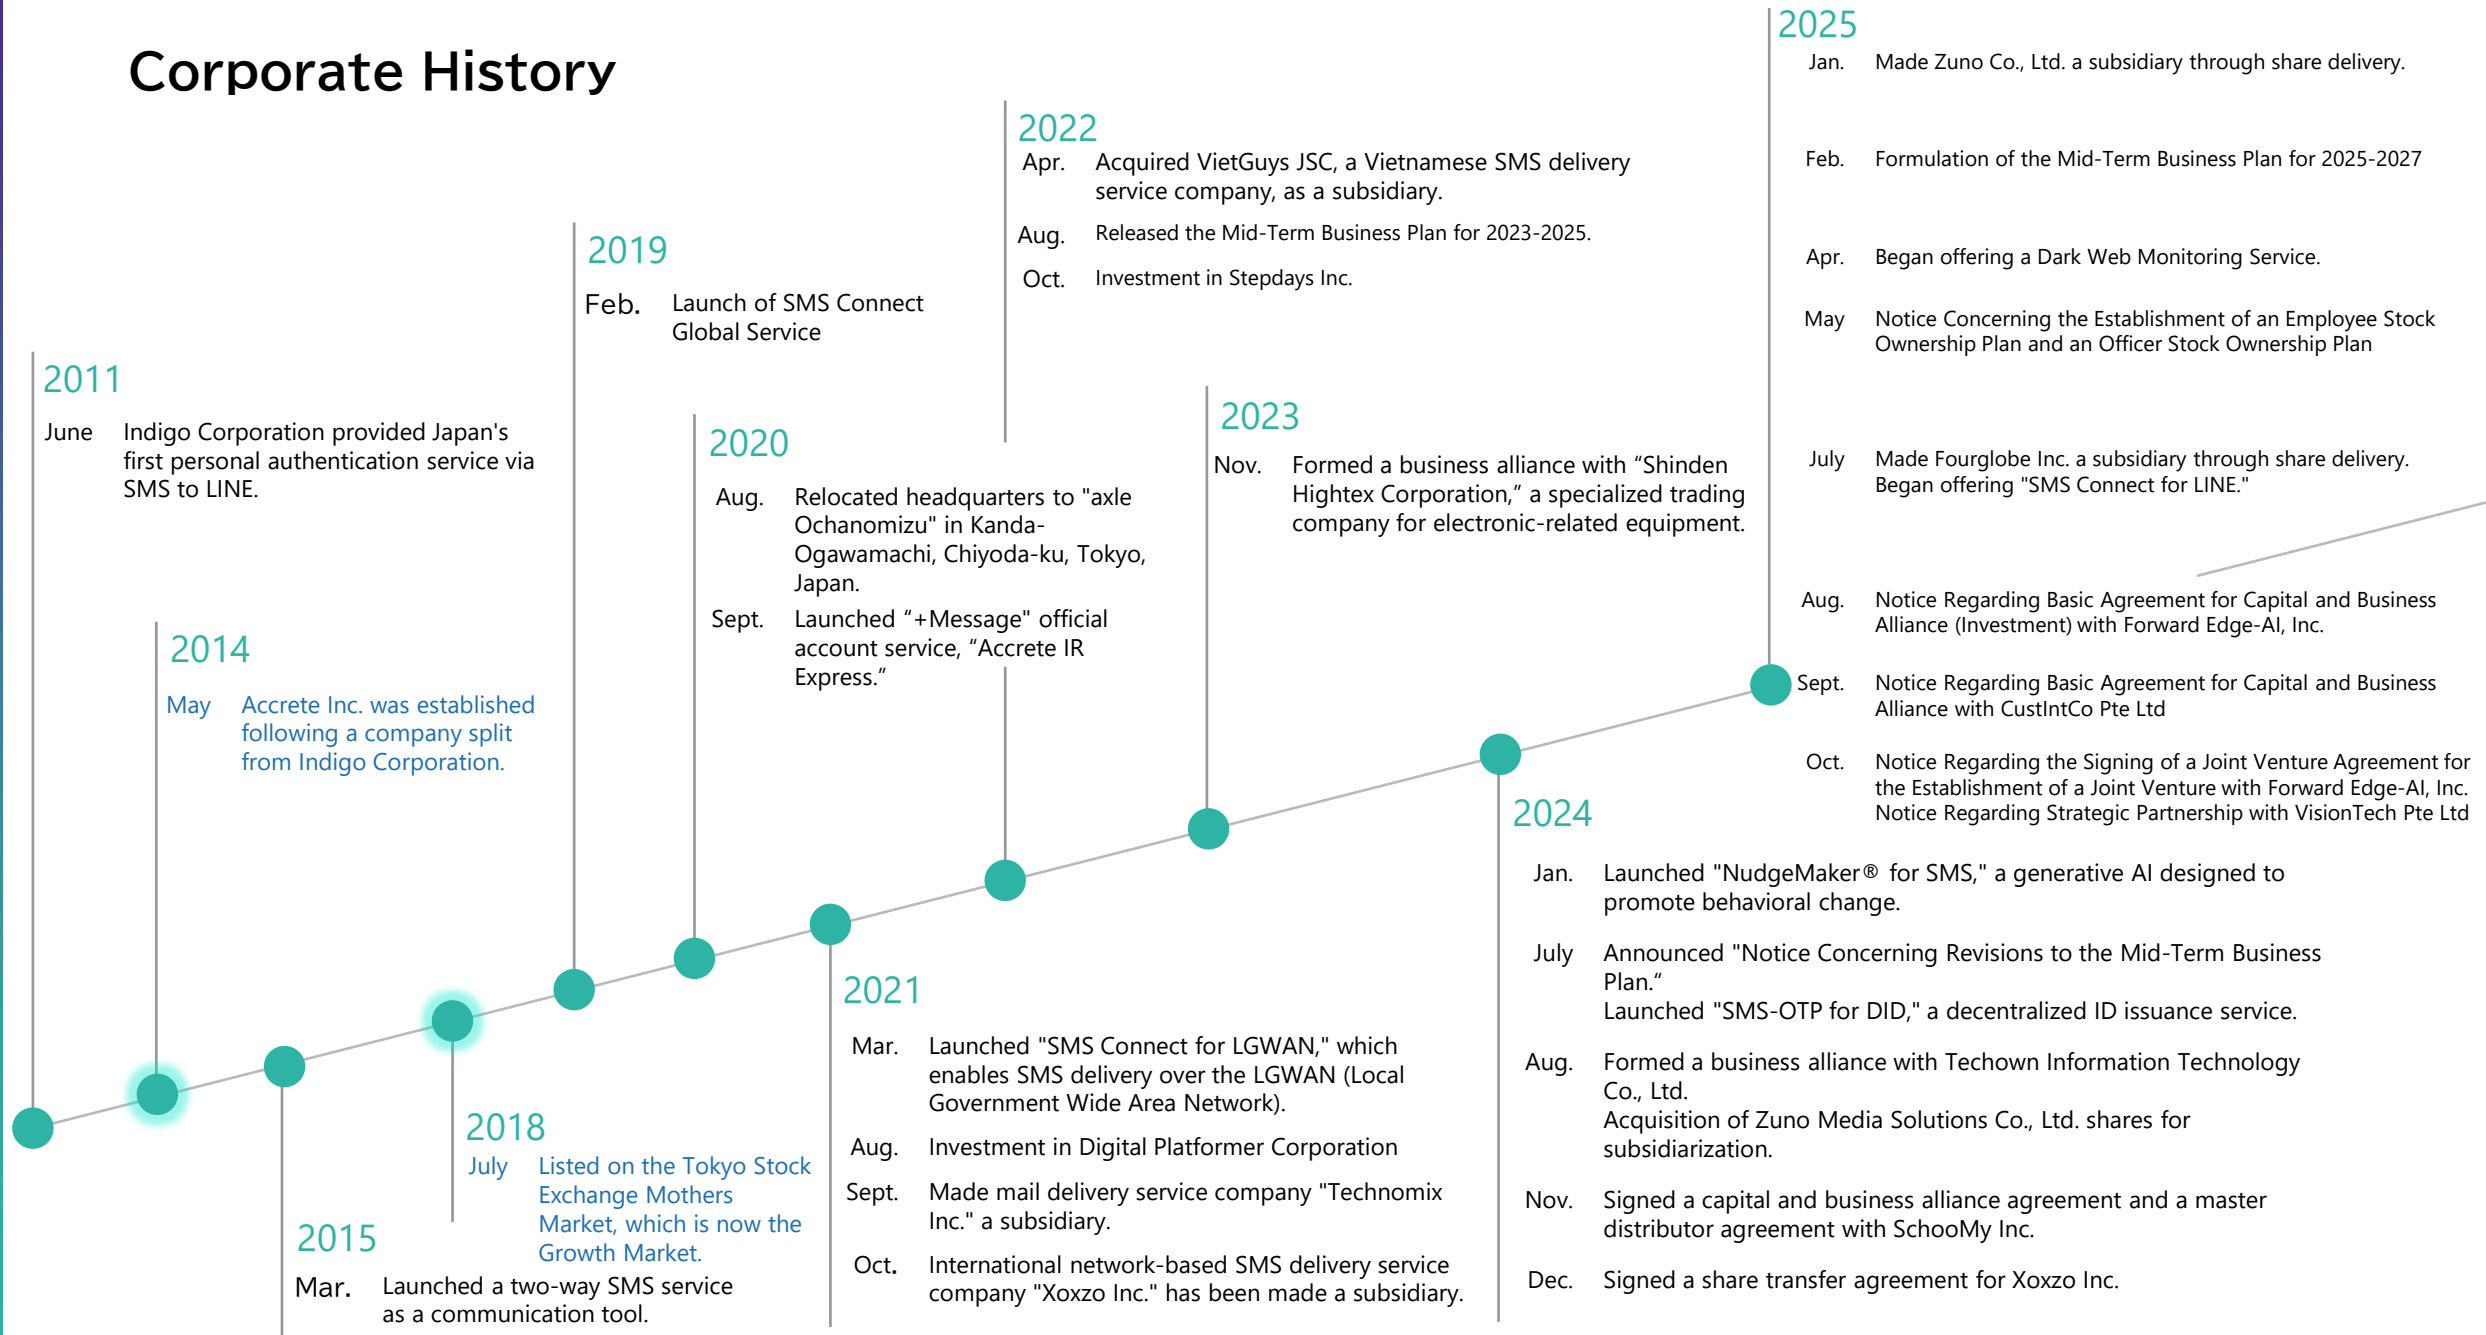 Corporate History
2011
June Indigo Corporation provided Japan's
first personal authentication service via
SMS to LINE.
2014
May Accrete Inc. was established
following a company split
from Indigo Corporation.
2015
Mar. Launched a two-way SMS service
as a communication tool.
2018
July Listed on the Tokyo Stock
Exchange Mothers
Market, which is now the
Growth Market.
2019
Feb. Launch of SMS Connect
Global Service
2020
Aug. Relocated headquarters to "axle
Ochanomizu" in Kanda-
Ogawamachi, Chiyoda-ku, Tokyo,
Japan.
Sept. Launched “+Message" official
account service, “Accrete IR
Express.”
2021
Mar. Launched "SMS Connect for LGWAN," which
enables SMS delivery over the LGWAN (Local
Government Wide Area Network).
Aug. Investment in Digital Platformer Corporation
Sept. Made mail delivery service company "Technomix
Inc." a subsidiary.
Oct. International network-based SMS delivery service
company "Xoxzo Inc." has been made a subsidiary.
2022
Apr. Acquired VietGuys JSC, a Vietnamese SMS delivery
service company, as a subsidiary.
Aug. Released the Mid-Term Business Plan for 2023-2025.
Oct. Investment in Stepdays Inc.
2023
Nov. Formed a business alliance with “Shinden
Hightex Corporation,” a specialized trading
company for electronic-related equipment.
2024
Jan. Launched "NudgeMaker® for SMS," a generative AI designed to
promote behavioral change.
July Announced "Notice Concerning Revisions to the Mid-Term Business
Plan.“
Launched "SMS-OTP for DID," a decentralized ID issuance service.
Aug. Formed a business alliance with Techown Information Technology
Co., Ltd.
Acquisition of Zuno Media Solutions Co., Ltd. shares for
subsidiarization.
Nov. Signed a capital and business alliance agreement and a master
distributor agreement with SchooMy Inc.
Dec. Signed a share transfer agreement for Xoxzo Inc.
2025
Jan. Made Zuno Co., Ltd. a subsidiary through share delivery.
Feb. Formulation of the Mid-Term Business Plan for 2025-2027
Apr. Began offering a Dark Web Monitoring Service.
May Notice Concerning the Establishment of an Employee Stock
Ownership Plan and an Officer Stock Ownership Plan
July Made Fourglobe Inc. a subsidiary through share delivery.
Began offering "SMS Connect for LINE."
Aug. Notice Regarding Basic Agreement for Capital and Business
Alliance (Investment) with Forward Edge-AI, Inc.
Sept. Notice Regarding Basic Agreement for Capital and Business
Alliance with CustIntCo Pte Ltd
Oct. Notice Regarding the Signing of a Joint Venture Agreement for
the Establishment of a Joint Venture with Forward Edge-AI, Inc.
Notice Regarding Strategic Partnership with VisionTech Pte Ltd